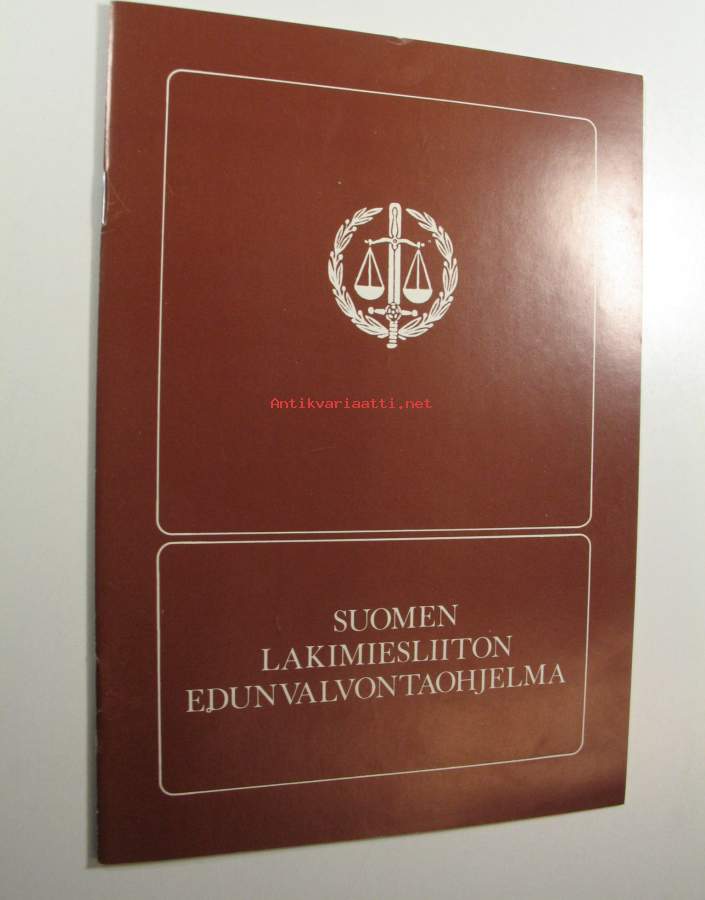 Antikvariaatti.net
SUOMEN
LAKIMIESLIITON
EDUNVALVONTAOHJELMA